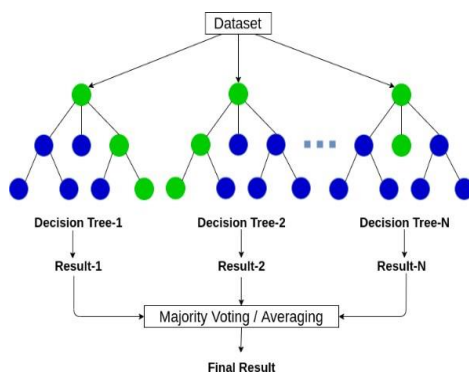 Dataset
Decision Tree-1
Decision Tree-2
Decision Tree-N
Result-1
Result-2
Result-N
Majority Voting / Averaging
Final Result